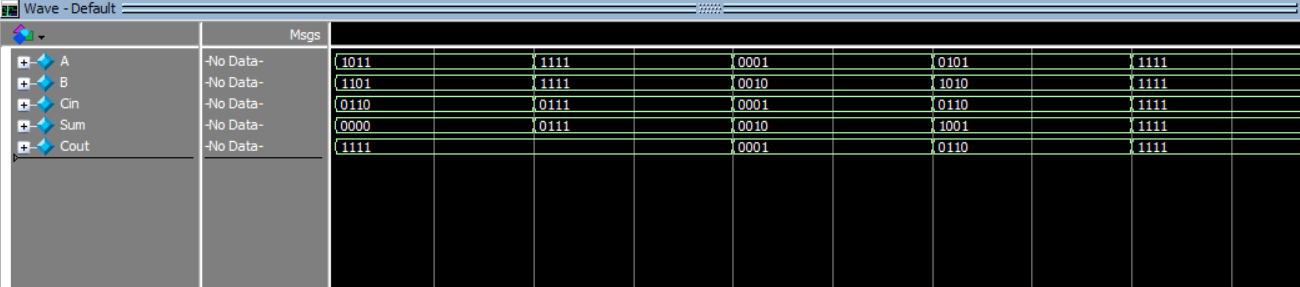 Wave - Default
Msgs
A -No Data- 1011 1111 0001 0101 1111
B -No Data- 1101 1111 0010 1010 1111
Cin -No Data- 0110 0111 0001 0110 1111
Sum -No Data- 0000 0111 0010 1001 1111
Cout -No Data- 1111 0001 0110 1111